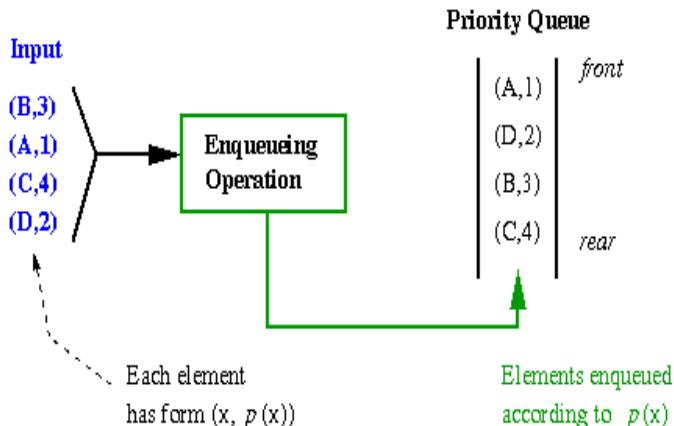 Input
(B,3)
(A,1)
(C,4)
(D,2)
Enqueueing
Operation
Priority Queue
front
(A,1)
(D,2)
(B,3)
(C,4)
rear
Each element
has form (x, p(x))
Elements enqueued
according to p(x)